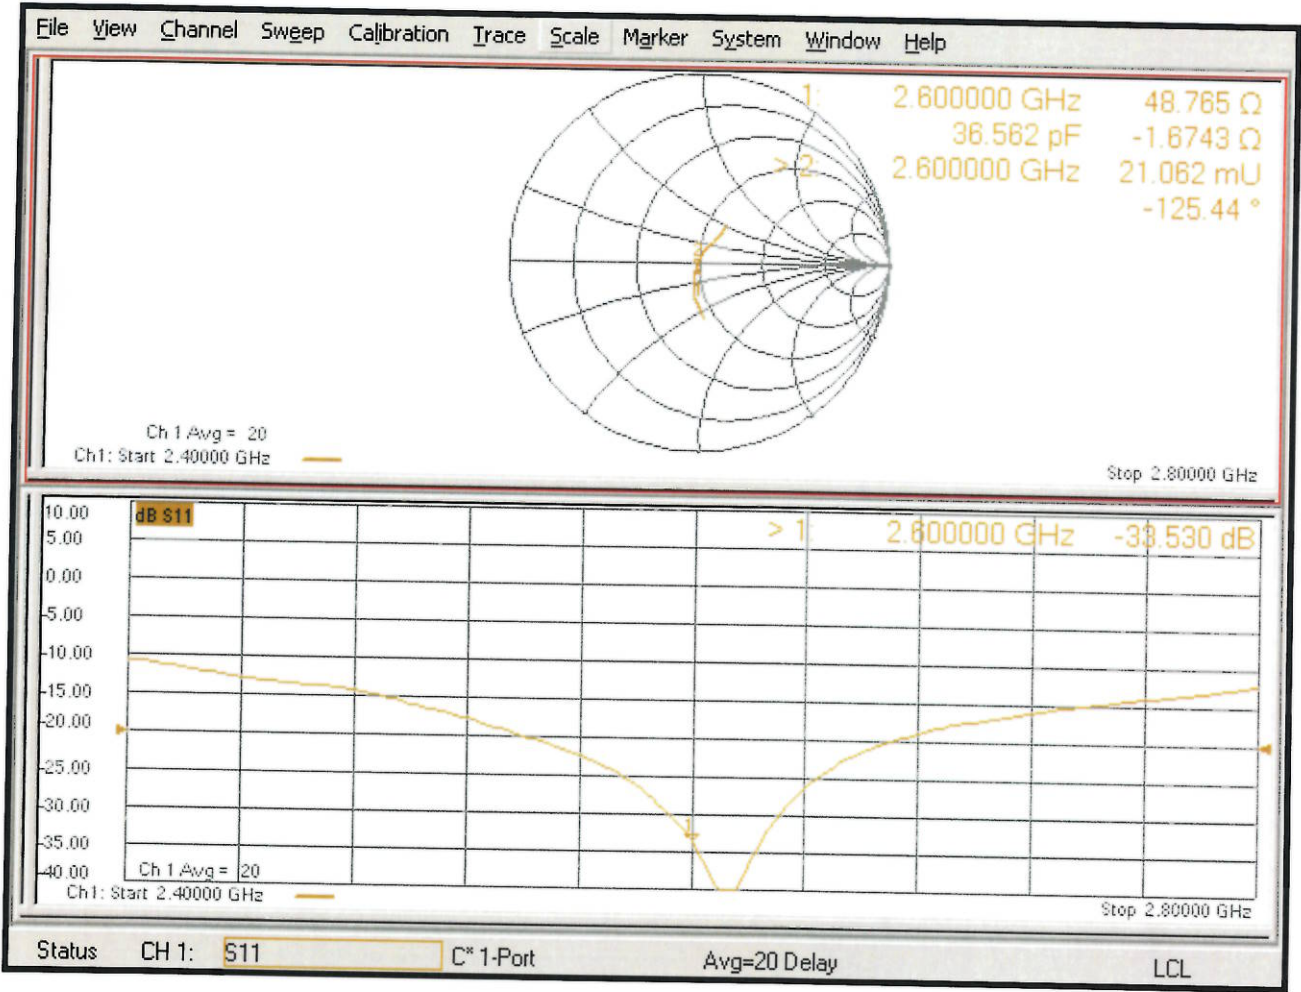 File View Channel Sweep Calibration Trace Scale Marker System Window Help
1: 2.600000 GHz 48.765 Ω
36.562 pF -1.6743 Ω
> 2: 2.600000 GHz 21.062 mU
-125.44 °
Ch 1 Avg = 20
Ch1: Start 2.40000 GHz
Stop 2.80000 GHz
10.00
dB S11
> 1: 2.600000 GHz -33.530 dB
5.00
0.00
-5.00
-10.00
-15.00
-20.00
-25.00
-30.00
1
-35.00
-40.00
Ch 1 Avg = 20
Ch1: Start 2.40000 GHz
Stop 2.80000 GHz
Status CH 1: S11 C* 1-Port Avg=20 Delay LCL